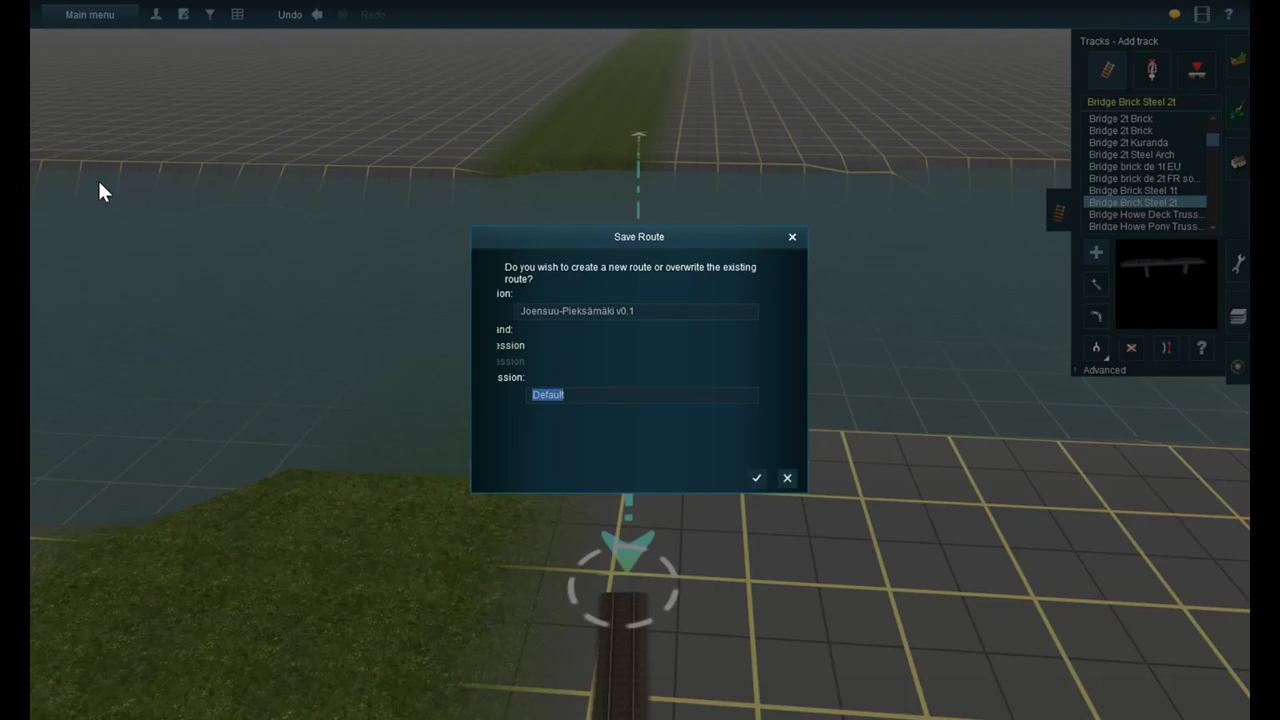 Main menu
Undo
Redo
?
Tracks - Add track
Bridge Brick Steel 2t
Bridge 2t Brick
Bridge 2t Brick
Bridge 2t Kuranda
Bridge 2t Steel Arch
Bridge brick de 1t EU
Bridge brick de 2t FR so...
Bridge Brick Steel 1t
Bridge Brick Steel 2t
Bridge Howe Deck Truss...
Bridge Howe Pony Truss...
?
Advanced
Save Route
Do you wish to create a new route or overwrite the existing
route?
ion:
Joensuu-Pieksämäki v0.1
and:
ession
ession
ssion:
Default